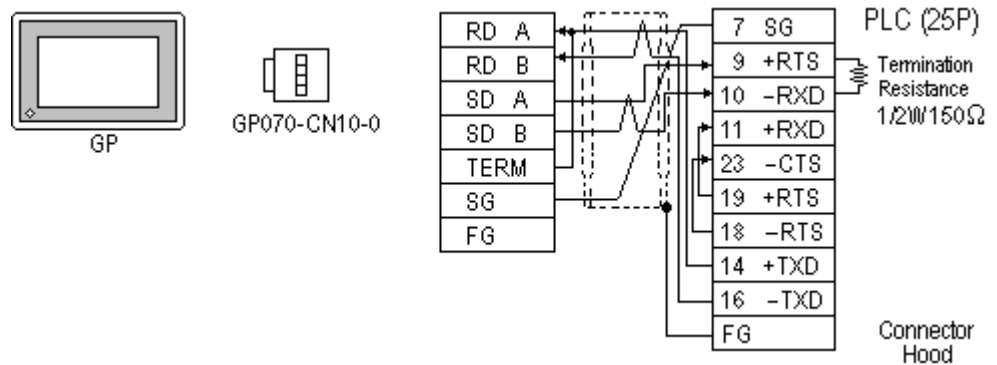 GP
GP070-CN10-0
RD A
RD B
SD A
SD B
TERM
SG
FG
7 SG
9 +RTS
10 -RXD
11 +RXD
23 -CTS
19 +RTS
18 -RTS
14 +TXD
16 -TXD
FG
PLC (25P)
Termination
Resistance
1/2W150Ω
Connector
Hood